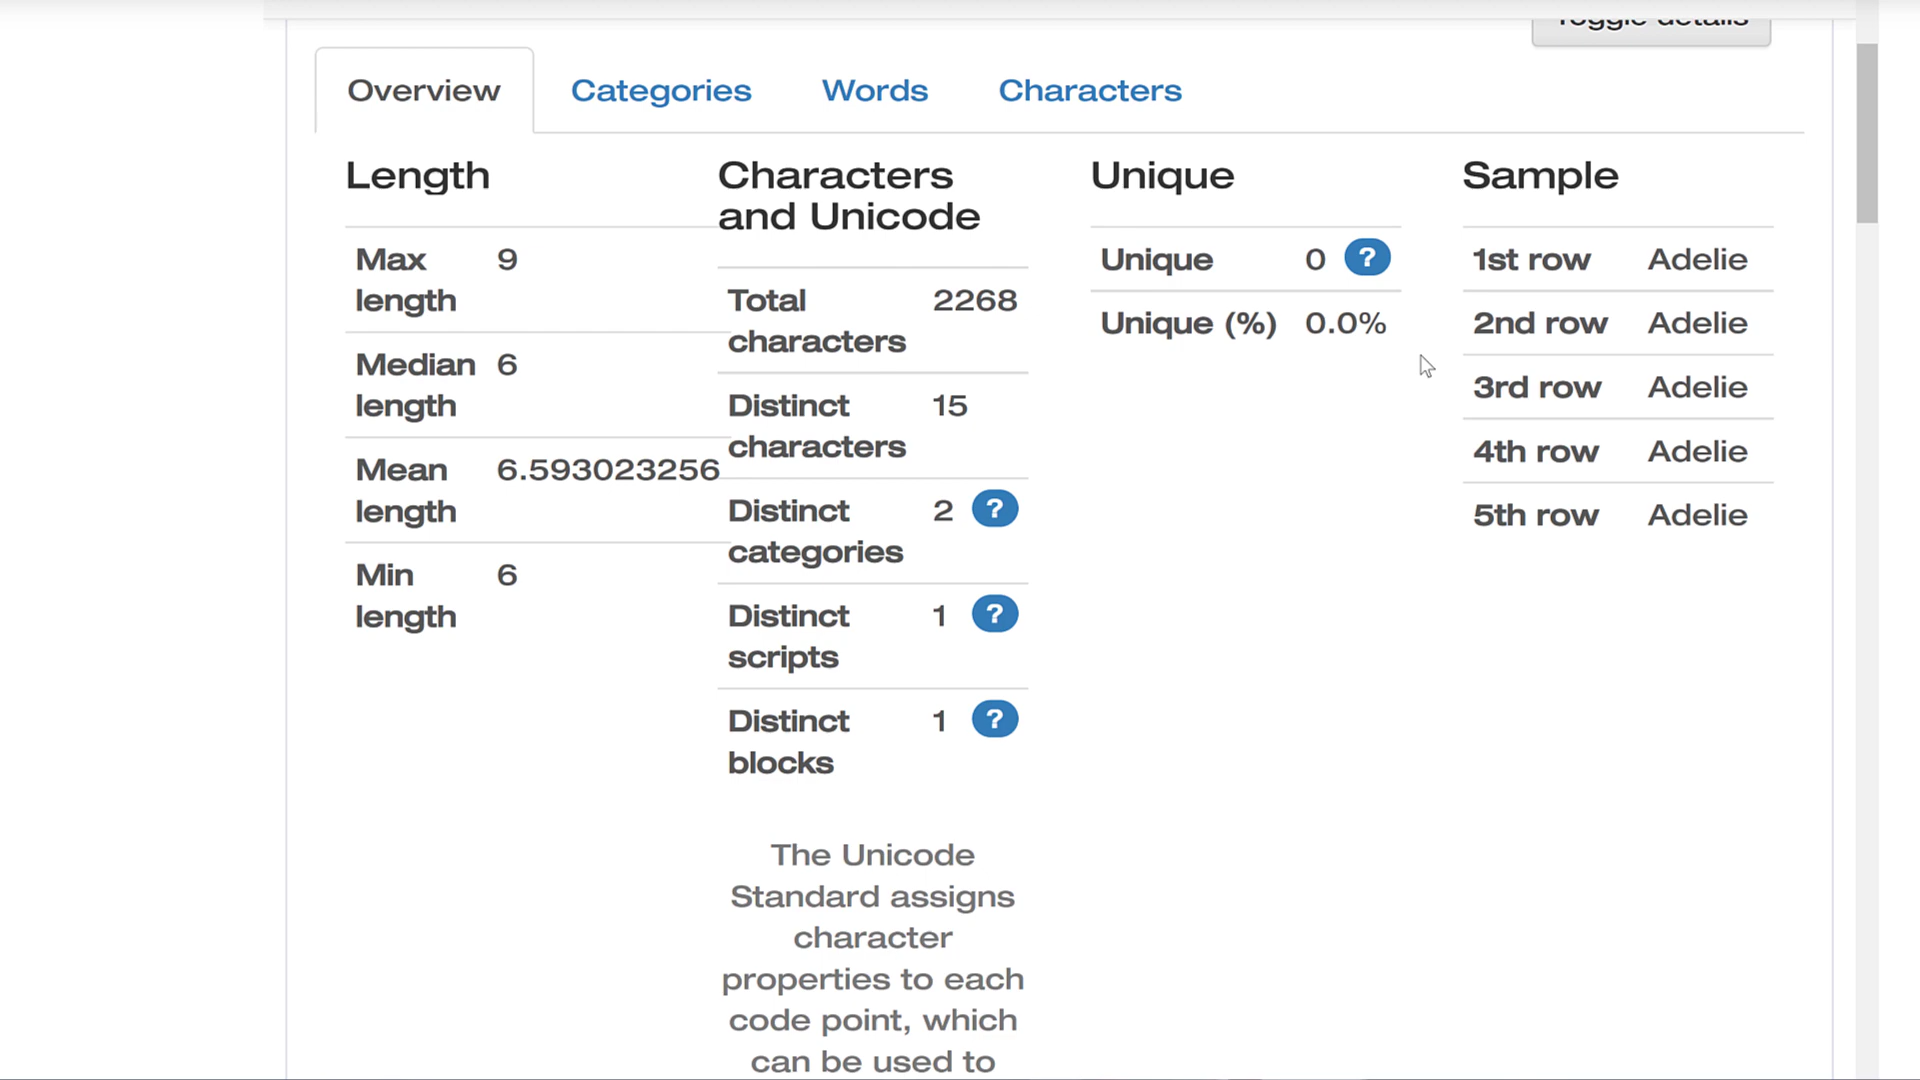 Toggle details
Overview
Categories
Words
Characters
Length
Max
length
9
Median
length
6
Mean
length
6.593023256
Min
length
6
Characters
and Unicode
Total
characters
2268
Distinct
characters
15
Distinct
categories
2 ?
Distinct
scripts
1 ?
Distinct
blocks
1 ?
The Unicode
Standard assigns
character
properties to each
code point, which
can be used to
Unique
Unique 0 ?
Unique (%) 0.0%
Sample
1st row Adelie
2nd row Adelie
3rd row Adelie
4th row Adelie
5th row Adelie